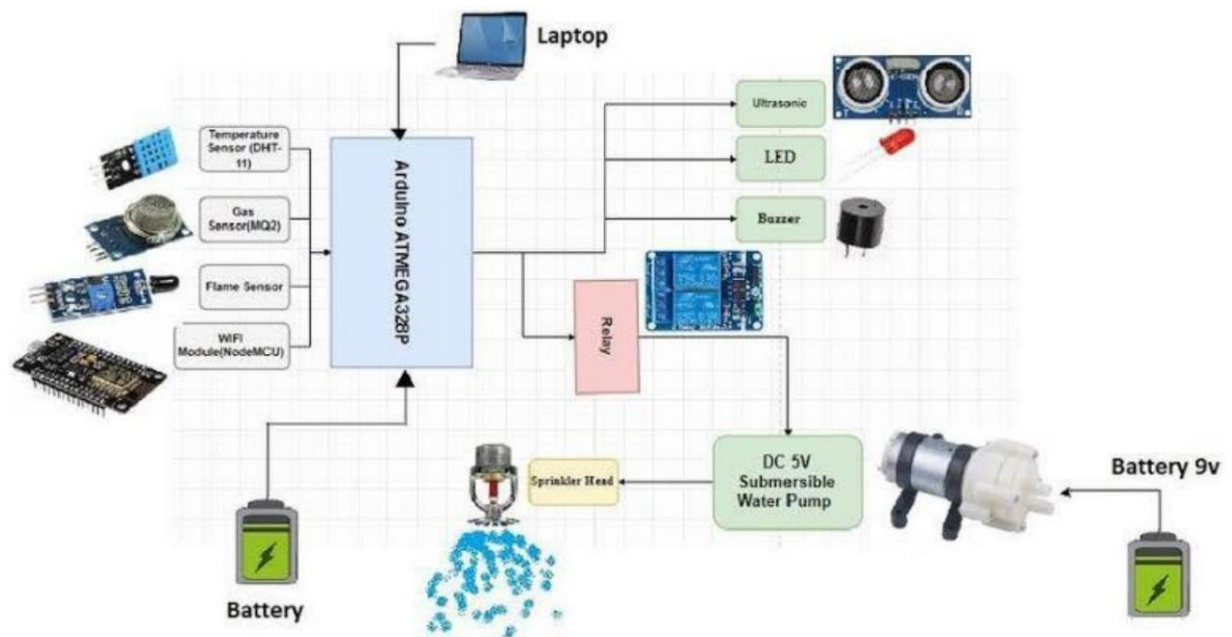 Laptop
Ultrasonic
Temperature
Sensor (DHT-
11)
LED
Gas
Sensor(MQ2)
Buzzer
Arduino ATMEGA328P
Flame Sensor
Relay
WIFI
Module(NodeMCU)
DC 5V
Submersible
Water Pump
Sprinkler Head
Battery 9v
Battery